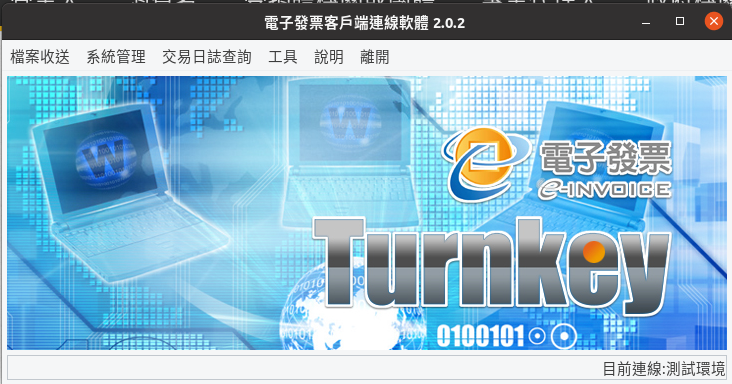 電子發票客戶端連線軟體 2.0.2
檔案收送 系統管理 交易日誌查詢 工具 說明 離開
W W
電子發票
e-INVOICE
Turnkey
0100101
目前連線:測試環境